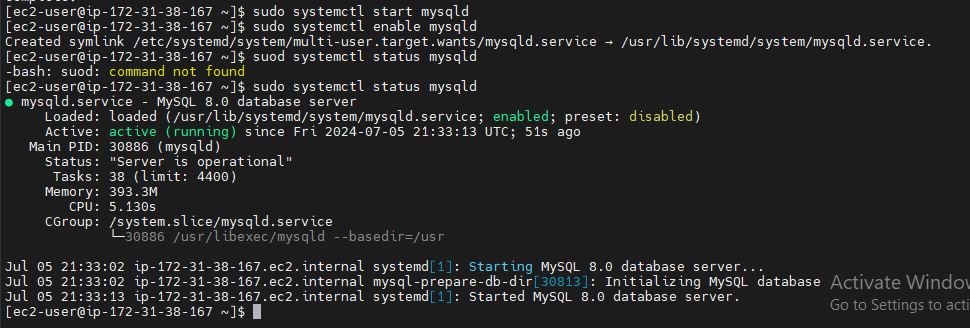 [ec2-user@ip-172-31-38-167 ~]$ sudo systemctl start mysqld
[ec2-user@ip-172-31-38-167 ~]$ sudo systemctl enable mysqld
Created symlink /etc/systemd/system/multi-user.target.wants/mysqld.service → /usr/lib/systemd/system/mysqld.service.
[ec2-user@ip-172-31-38-167 ~]$ suod systemctl status mysqld
-bash: suod: command not found
[ec2-user@ip-172-31-38-167 ~]$ sudo systemctl status mysqld
● mysqld.service - MySQL 8.0 database server
Loaded: loaded (/usr/lib/systemd/system/mysqld.service; enabled; preset: disabled)
Active: active (running) since Fri 2024-07-05 21:33:13 UTC; 51s ago
Main PID: 30886 (mysqld)
Status: "Server is operational"
Tasks: 38 (limit: 4400)
Memory: 393.3M
CPU: 5.130s
CGroup: /system.slice/mysqld.service
└─30886 /usr/libexec/mysqld --basedir=/usr
Jul 05 21:33:02 ip-172-31-38-167.ec2.internal systemd[1]: Starting MySQL 8.0 database server...
Jul 05 21:33:02 ip-172-31-38-167.ec2.internal mysql-prepare-db-dir[30813]: Initializing MySQL database
Jul 05 21:33:13 ip-172-31-38-167.ec2.internal systemd[1]: Started MySQL 8.0 database server.
[ec2-user@ip-172-31-38-167 ~]$
Activate Window
Go to Settings to acti